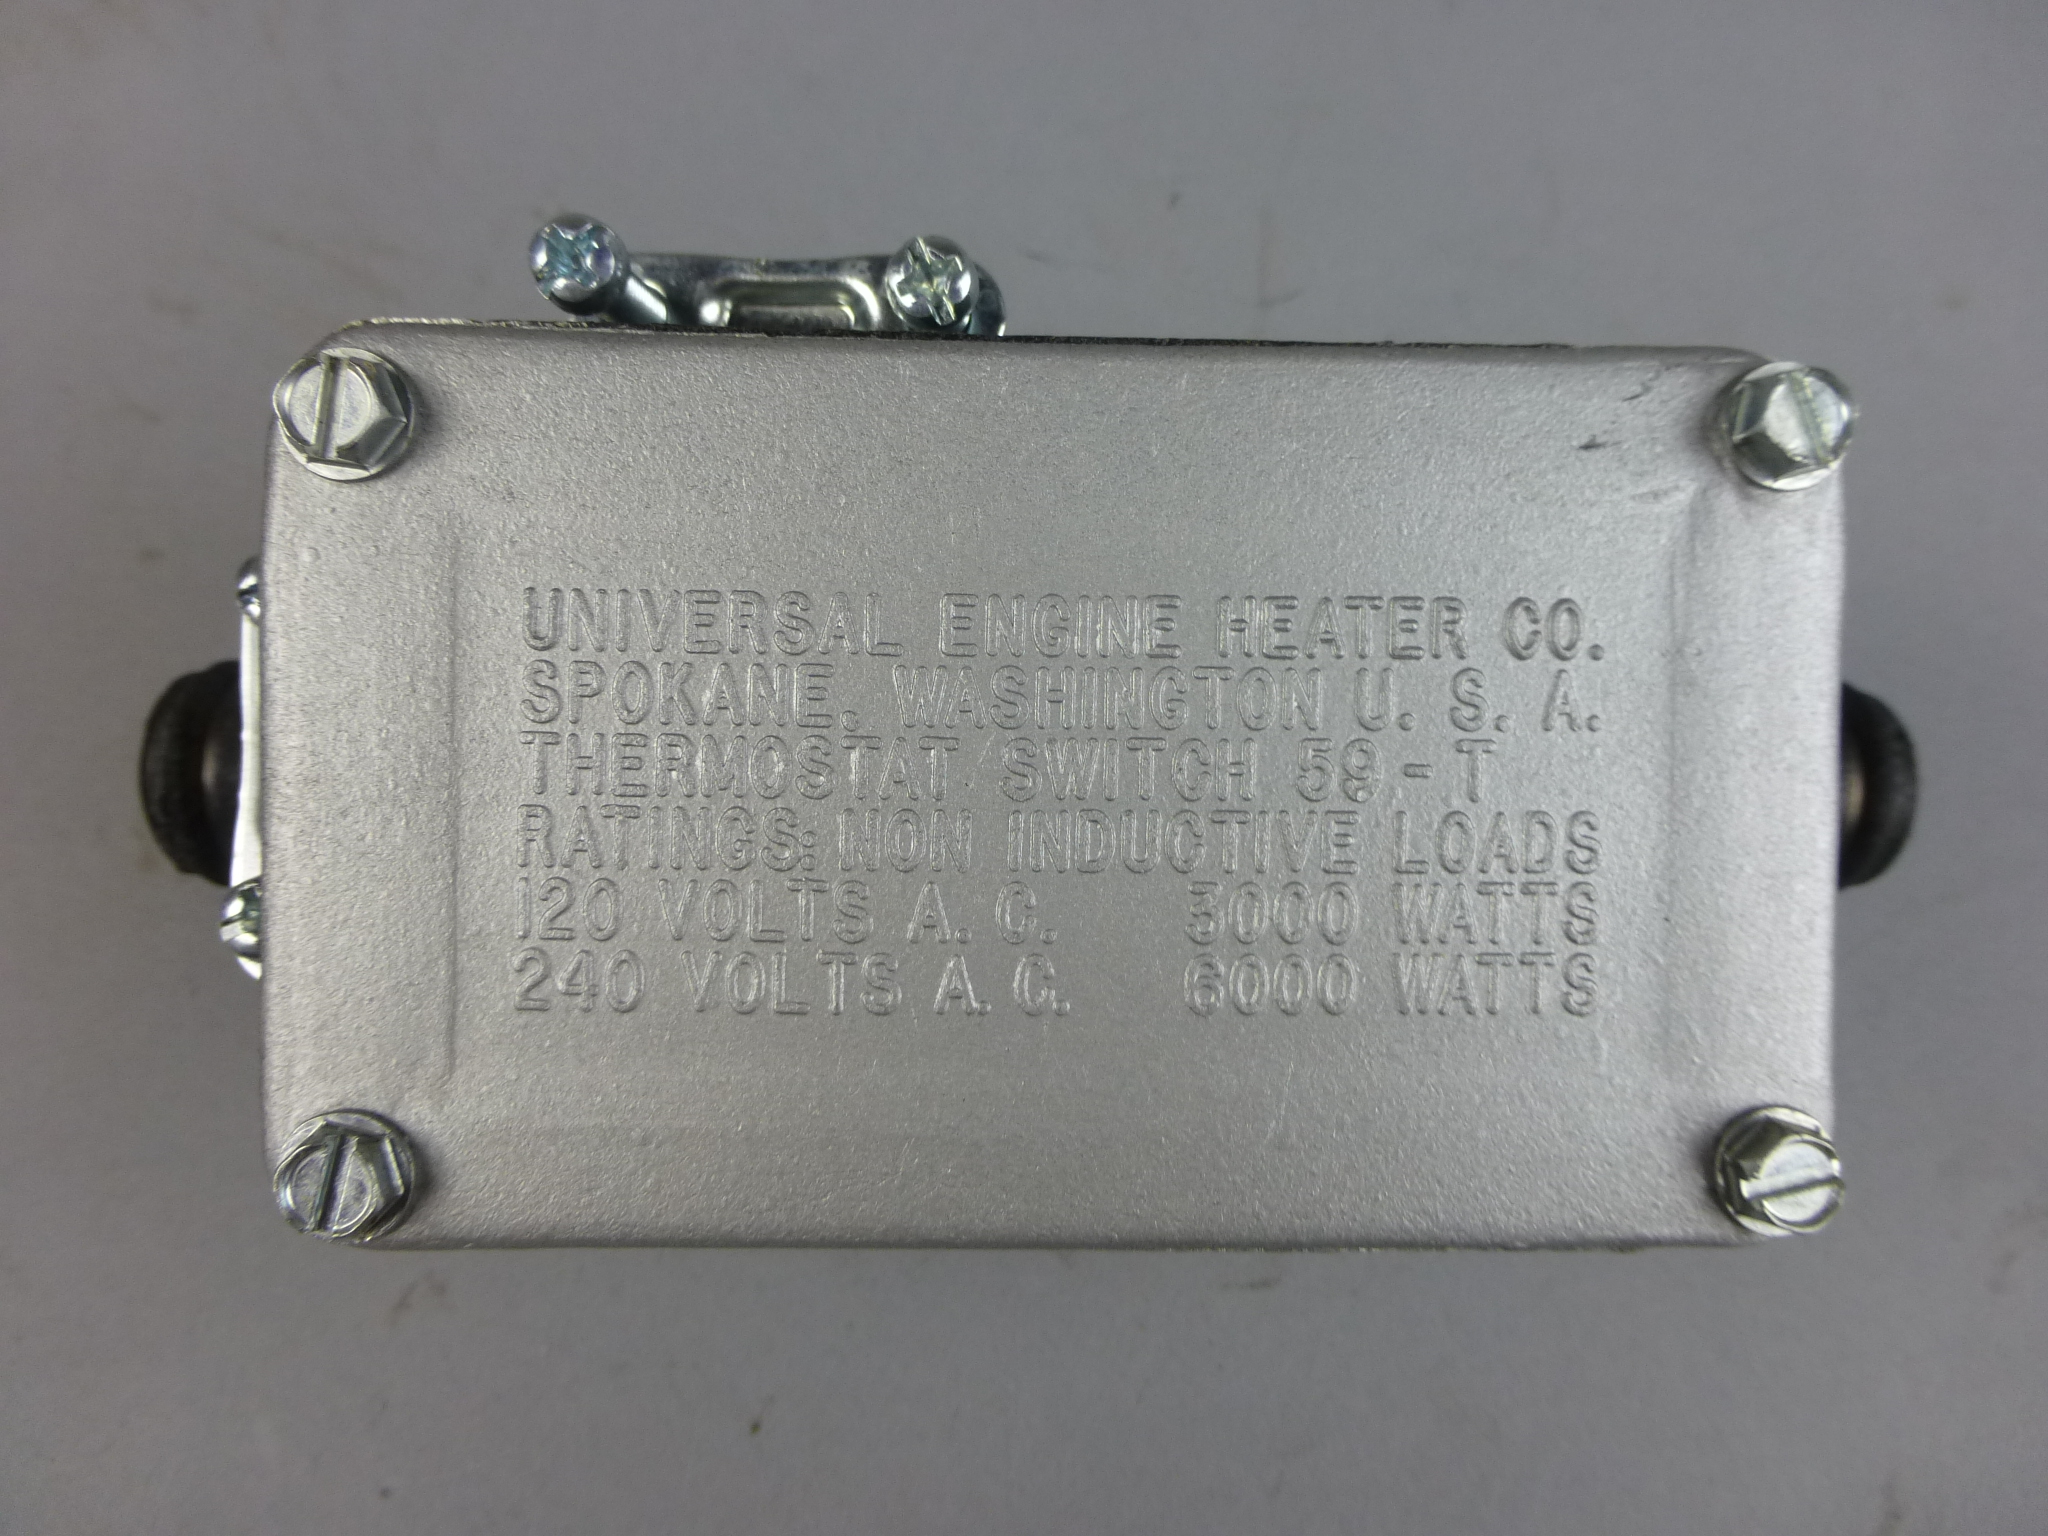 UNIVERSAL ENGINE HEATER CO.
SPOKANE, WASHINGTON U. S. A.
THERMOSTAT SWITCH 59-T
RATINGS: NON INDUCTIVE LOADS
120 VOLTS A. C. 3000 WATTS
240 VOLTS A. C. 6000 WATTS